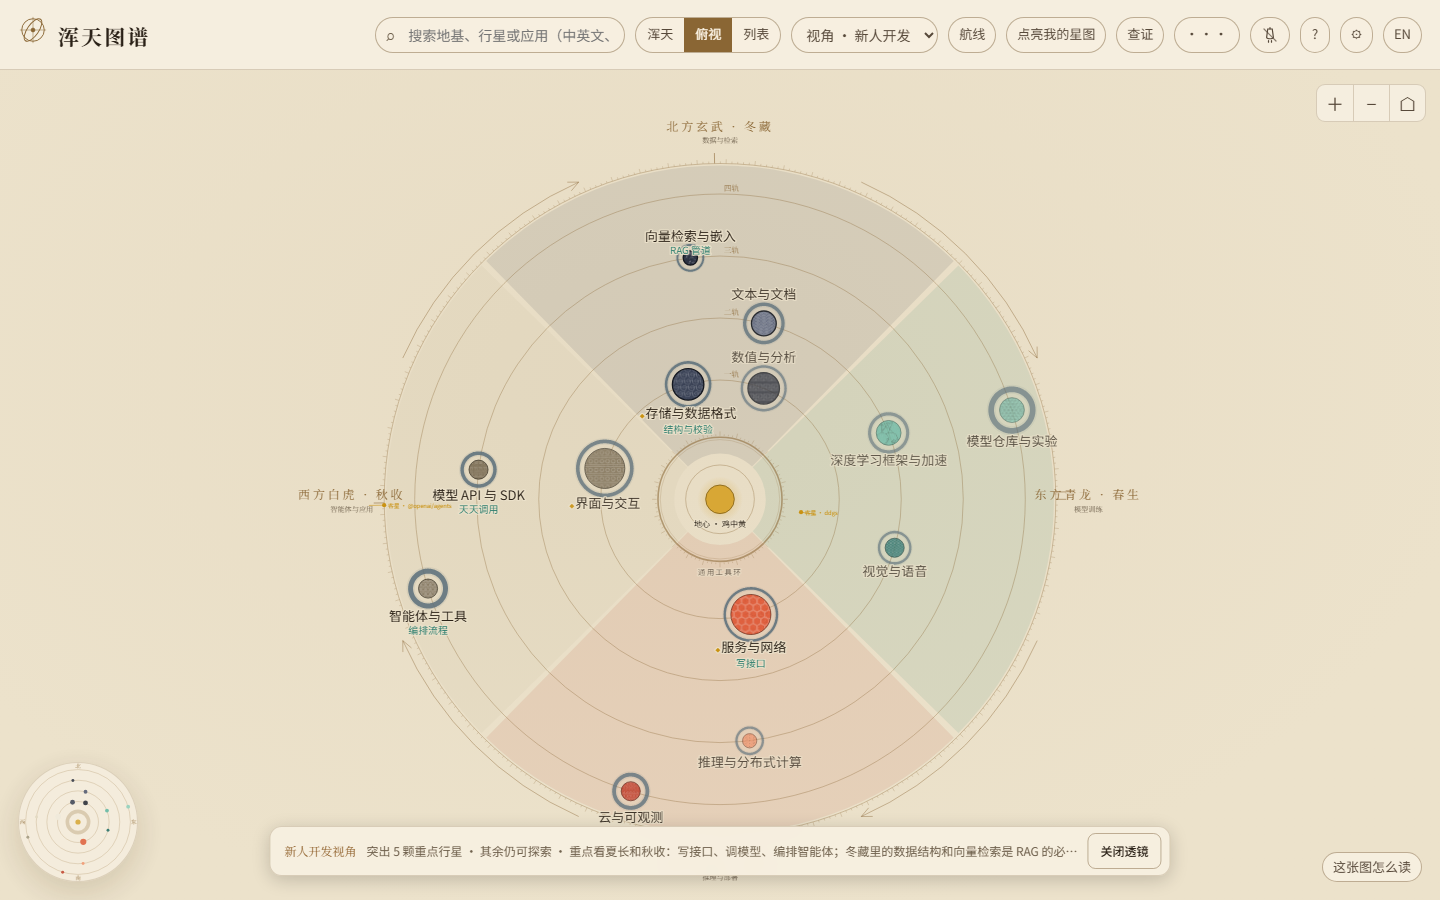 浑天图谱
搜索地基、行星或应用（中英文、
浑天
俯视
列表
视角 · 新人开发
航线
点亮我的星图
查证
···
?
EN
北方玄武 · 冬藏
数据与检索
四轨
向量检索与嵌入
RAG 管道
三轨
文本与文档
二轨
数值与分析
一轨
存储与数据格式
结构与校验
深度学习框架与加速
模型仓库与实验
西方白虎 · 秋收
智能体与应用
模型 API 与 SDK
天天调用
界面与交互
地心 · 鸡中黄
东方青龙 · 春生
模型训练
通用工具环
视觉与语音
智能体与工具
编排流程
服务与网络
写接口
推理与分布式计算
云与可观测
新人开发视角
突出 5 颗重点行星 · 其余仍可探索 · 重点看夏长和秋收：写接口、调模型、编排智能体；冬藏里的数据结构和向量检索是 RAG 的必…
关闭透镜
这张图怎么读